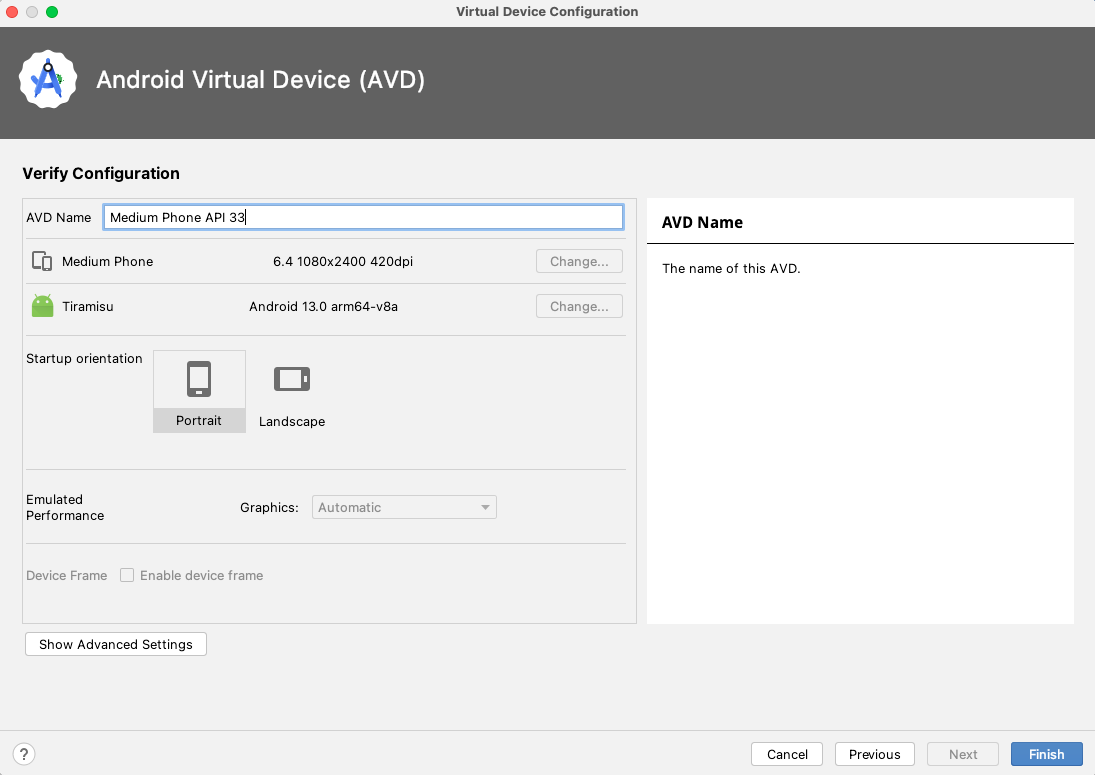 Virtual Device Configuration
Android Virtual Device (AVD)
Verify Configuration
AVD Name Medium Phone API 33
Medium Phone 6.4 1080x2400 420dpi Change...
Tiramisu Android 13.0 arm64-v8a Change...
Startup orientation
Portrait Landscape
Emulated
Performance
Graphics: Automatic
Device Frame Enable device frame
Show Advanced Settings
AVD Name
The name of this AVD.
? Cancel Previous Next Finish